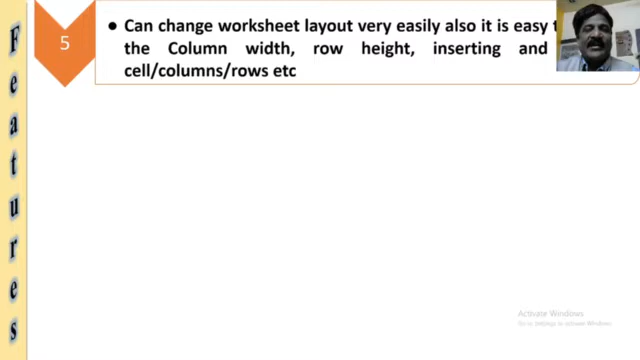 Features
5
● Can change worksheet layout very easily also it is easy
the Column width, row height, inserting and
cell/columns/rows etc
Activate Windows
Go to Settings to activate Windows.